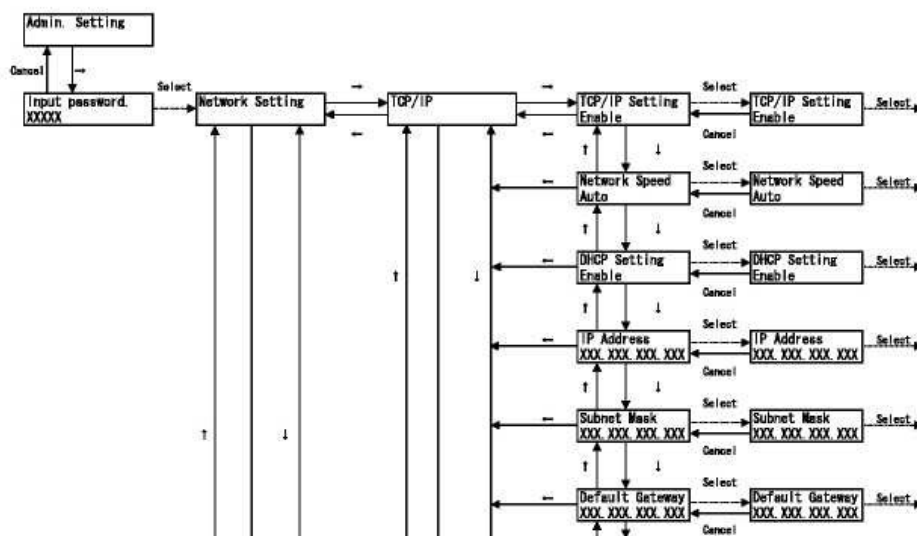 Admin. Setting
Cancel →
Select → Select → Select
Input password.
XXXXX
Network Setting
TCP/IP
TCP/IP Setting
Enable
TCP/IP Setting
Enable
Select
← ← Cancel
↑ ↓
Select
← Network Speed
Auto
Network Speed
Auto
Select
Cancel
↑ ↓
Select
↑ ↓ ← DHCP Setting
Enable
DHCP Setting
Enable
Select
Cancel
↑ ↓
Select
← IP Address
XXX.XXX.XXX.XXX
IP Address
XXX.XXX.XXX.XXX
Select
Cancel
↑ ↓
Select
↑ ↓ ← Subnet Mask
XXX.XXX.XXX.XXX
Subnet Mask
XXX.XXX.XXX.XXX
Select
Cancel
↑ ↓
Select
← Default Gateway
XXX.XXX.XXX.XXX
Default Gateway
XXX.XXX.XXX.XXX
Select
Cancel